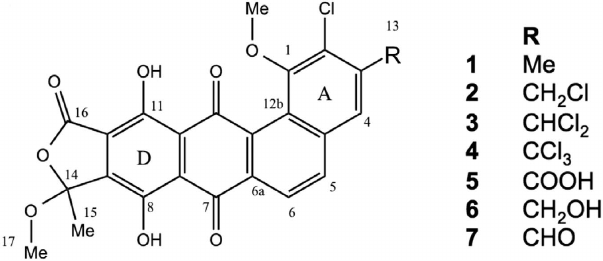 Me Cl 13 R
O 1 R
O OH O A 1 Me
16 11 12b 4 2 CH2Cl
O D 3 CHCl2
14 4 CCl3
O 15 8 7 6a 6 5 5 COOH
17 Me Me OH O 6 CH2OH
7 CHO